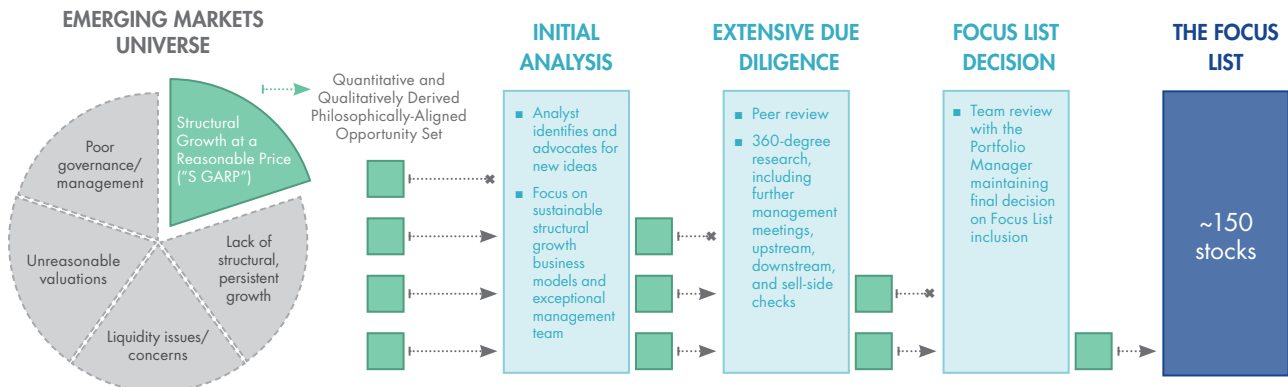 EMERGING MARKETS
UNIVERSE
Structural
Growth at a
Reasonable Price
("S GARP")
Poor
governance/
management
Unreasonable
valuations
Liquidity issues/
concerns
Lack of
structural,
persistent
growth
Quantitative and
Qualitatively Derived
Philosophically-Aligned
Opportunity Set
INITIAL
ANALYSIS
■ Analyst
identifies and
advocates for
new ideas
■ Focus on
sustainable
structural
growth
business
models and
exceptional
management
team
EXTENSIVE DUE
DILIGENCE
■ Peer review
■ 360-degree
research,
including
further
management
meetings,
upstream,
downstream,
and sell-side
checks
FOCUS LIST
DECISION
■ Team review
with the
Portfolio
Manager
maintaining
final decision
on Focus List
inclusion
THE FOCUS
LIST
~150
stocks